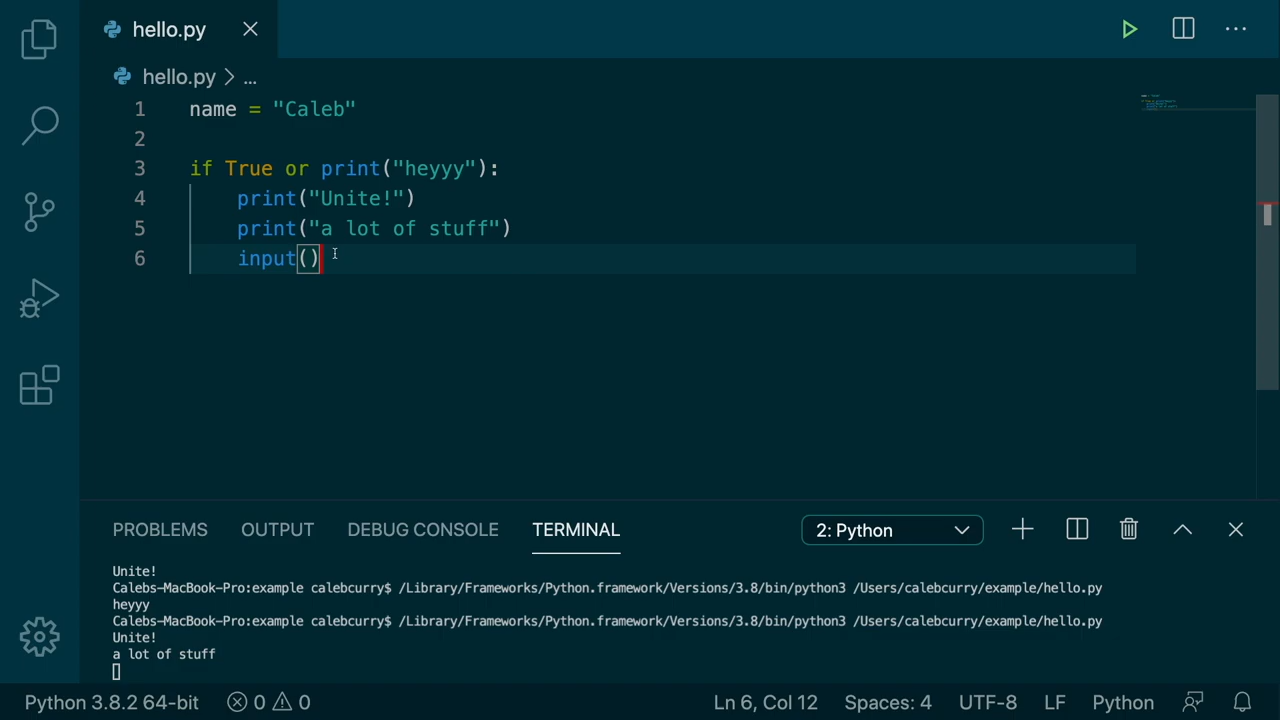 hello.py
hello.py > ...
1 name = "Caleb"
2
3 if True or print("heyyy"):
4 print("Unite!")
5 print("a lot of stuff")
6 input()
PROBLEMS OUTPUT DEBUG CONSOLE TERMINAL 2: Python
Unite!
Calebs-MacBook-Pro:example calebcurry$ /Library/Frameworks/Python.framework/Versions/3.8/bin/python3 /Users/calebcurry/example/hello.py
heyyy
Calebs-MacBook-Pro:example calebcurry$ /Library/Frameworks/Python.framework/Versions/3.8/bin/python3 /Users/calebcurry/example/hello.py
Unite!
a lot of stuff
Python 3.8.2 64-bit 0 0 Ln 6, Col 12 Spaces: 4 UTF-8 LF Python